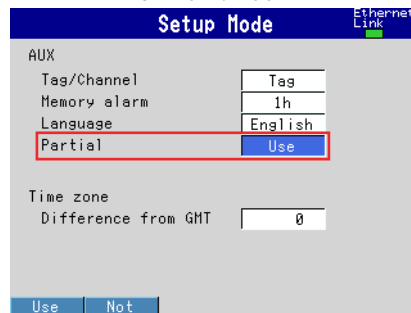 Setup Mode
Ethernet
Link
AUX
Tag/Channel Tag
Memory alarm 1h
Language English
Partial Use
Time zone
Difference from GMT 0
Use Not